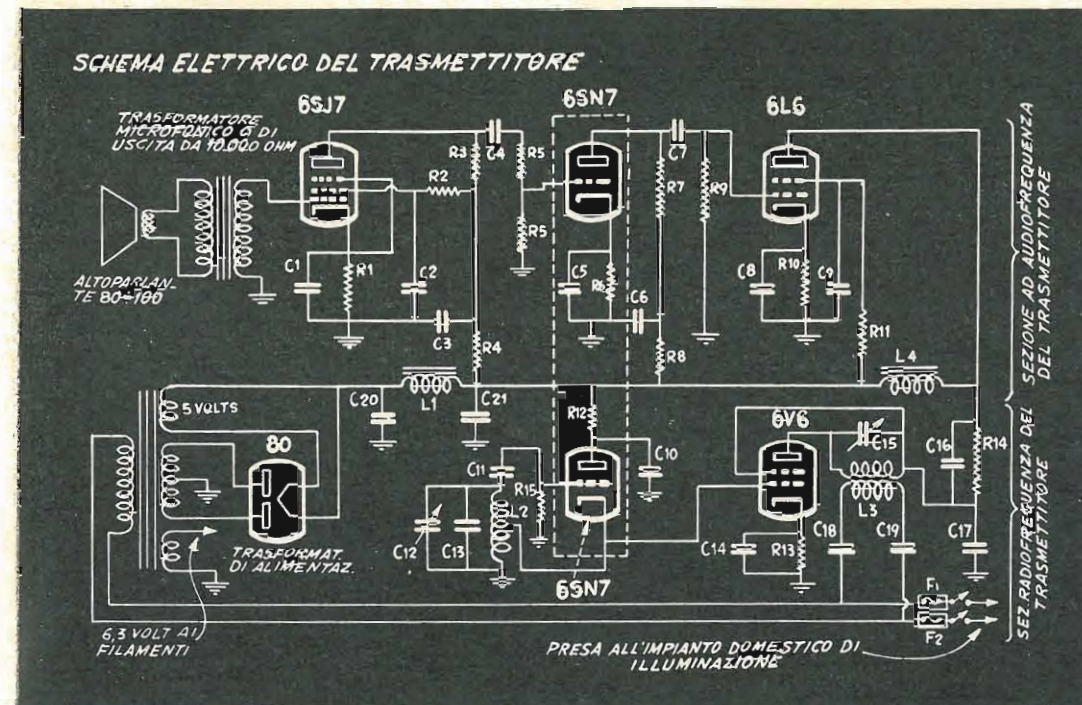 SCHEMA ELETTRICO DEL TRASMETTITORE
6SJ7
6SN7
6L6
TRASFORMATORE
MICROFONICO O DI
USCITA DA 10.000 OHM
ALTOPARLAN-
TE 80÷100
C1
R1
C2
R2
R3
C4
R5
R5
C3
R4
C5
R6
C6
R7
C7
R8
R9
C8
R10
C9
R11
L4
SEZIONE AD AUDIOFREQUENZA
DEL TRASMETTITORE
5 VOLTS
80
C20
L1
C21
R12
C10
C11
R15
L2
C12
C13
6SN7
6V6
C15
L3
C14
R13
C18
C19
C16
R14
C17
SEZ. RADIOFREQUENZA DEL
TRASMETTITORE
TRASFORMAT.
DI ALIMENTAZ.
6,3 VOLT AI
FILAMENTI
F1
F2
PRESA ALL'IMPIANTO DOMESTICO DI
ILLUMINAZIONE